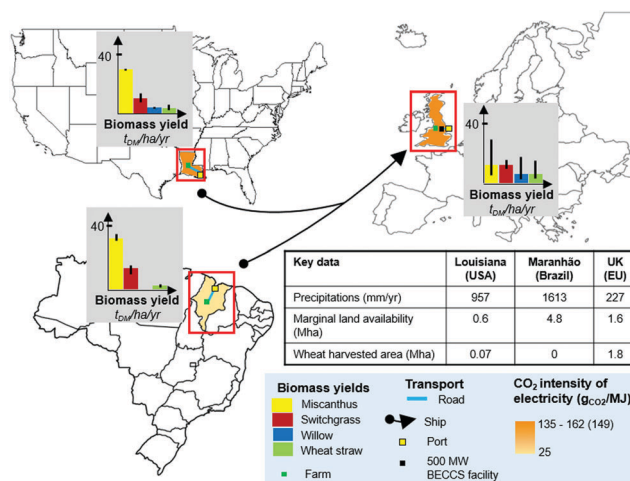 40
Biomass yield
t_DM/ha/yr
40
Biomass yield
t_DM/ha/yr
40
Biomass yield
t_DM/ha/yr
Key data Louisiana (USA) Maranhão (Brazil) UK (EU)
Precipitations (mm/yr) 957 1613 227
Marginal land availability (Mha) 0.6 4.8 1.6
Wheat harvested area (Mha) 0.07 0 1.8
Biomass yields
Miscanthus
Switchgrass
Willow
Wheat straw
Farm
Transport
Road
Ship
Port
500 MW
BECCS facility
CO₂ intensity of
electricity (g_CO2/MJ)
135 - 162 (149)
25